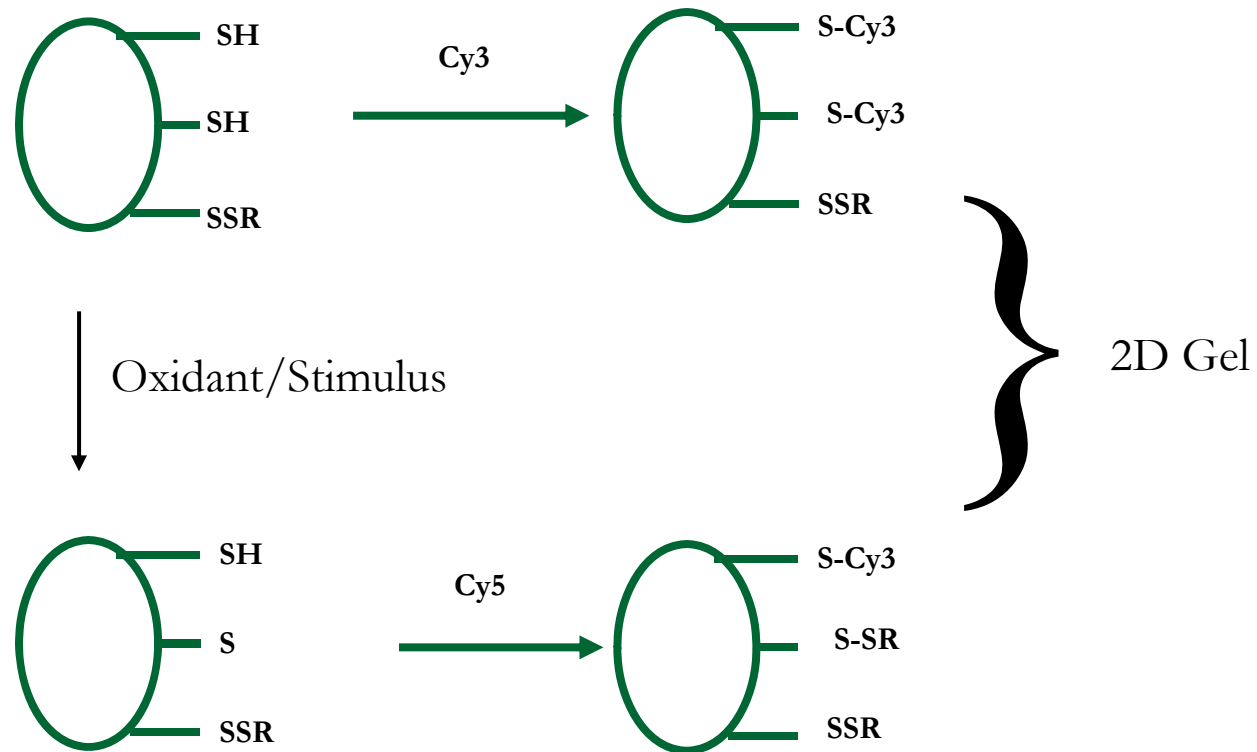 SH
Cy3
S-Cy3
SH
S-Cy3
SSR
SSR
Oxidant/Stimulus
2D Gel
SH
Cy5
S-Cy3
S
S-SR
SSR
SSR